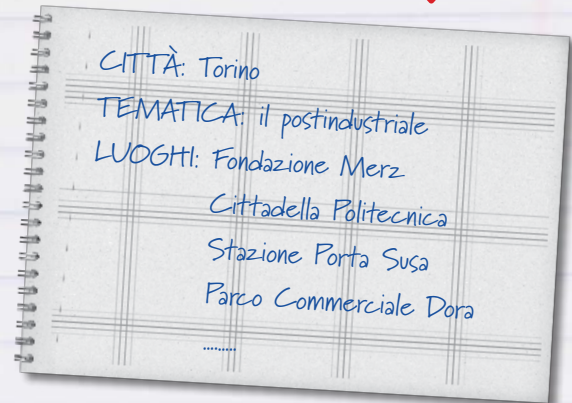 CITTÀ: Torino
TEMATICA: il postindustriale
LUOGHI: Fondazione Merz
Cittadella Politecnica
Stazione Porta Susa
Parco Commerciale Dora
.........